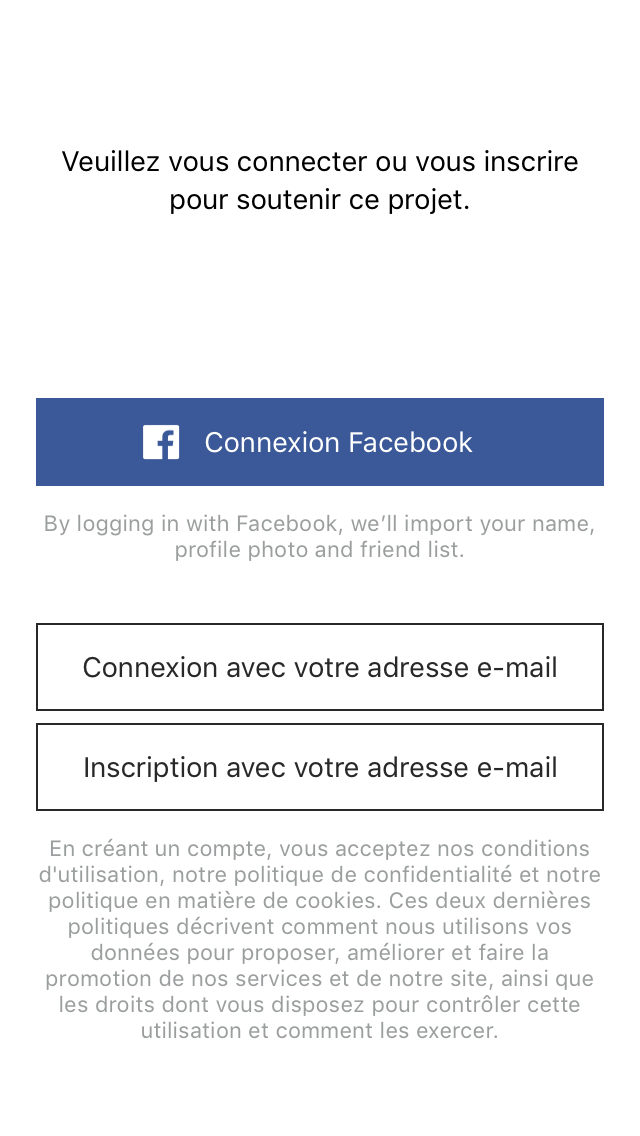 Veuillez vous connecter ou vous inscrire
pour soutenir ce projet.
Connexion Facebook
By logging in with Facebook, we’ll import your name,
profile photo and friend list.
Connexion avec votre adresse e-mail
Inscription avec votre adresse e-mail
En créant un compte, vous acceptez nos conditions
d'utilisation, notre politique de confidentialité et notre
politique en matière de cookies. Ces deux dernières
politiques décrivent comment nous utilisons vos
données pour proposer, améliorer et faire la
promotion de nos services et de notre site, ainsi que
les droits dont vous disposez pour contrôler cette
utilisation et comment les exercer.